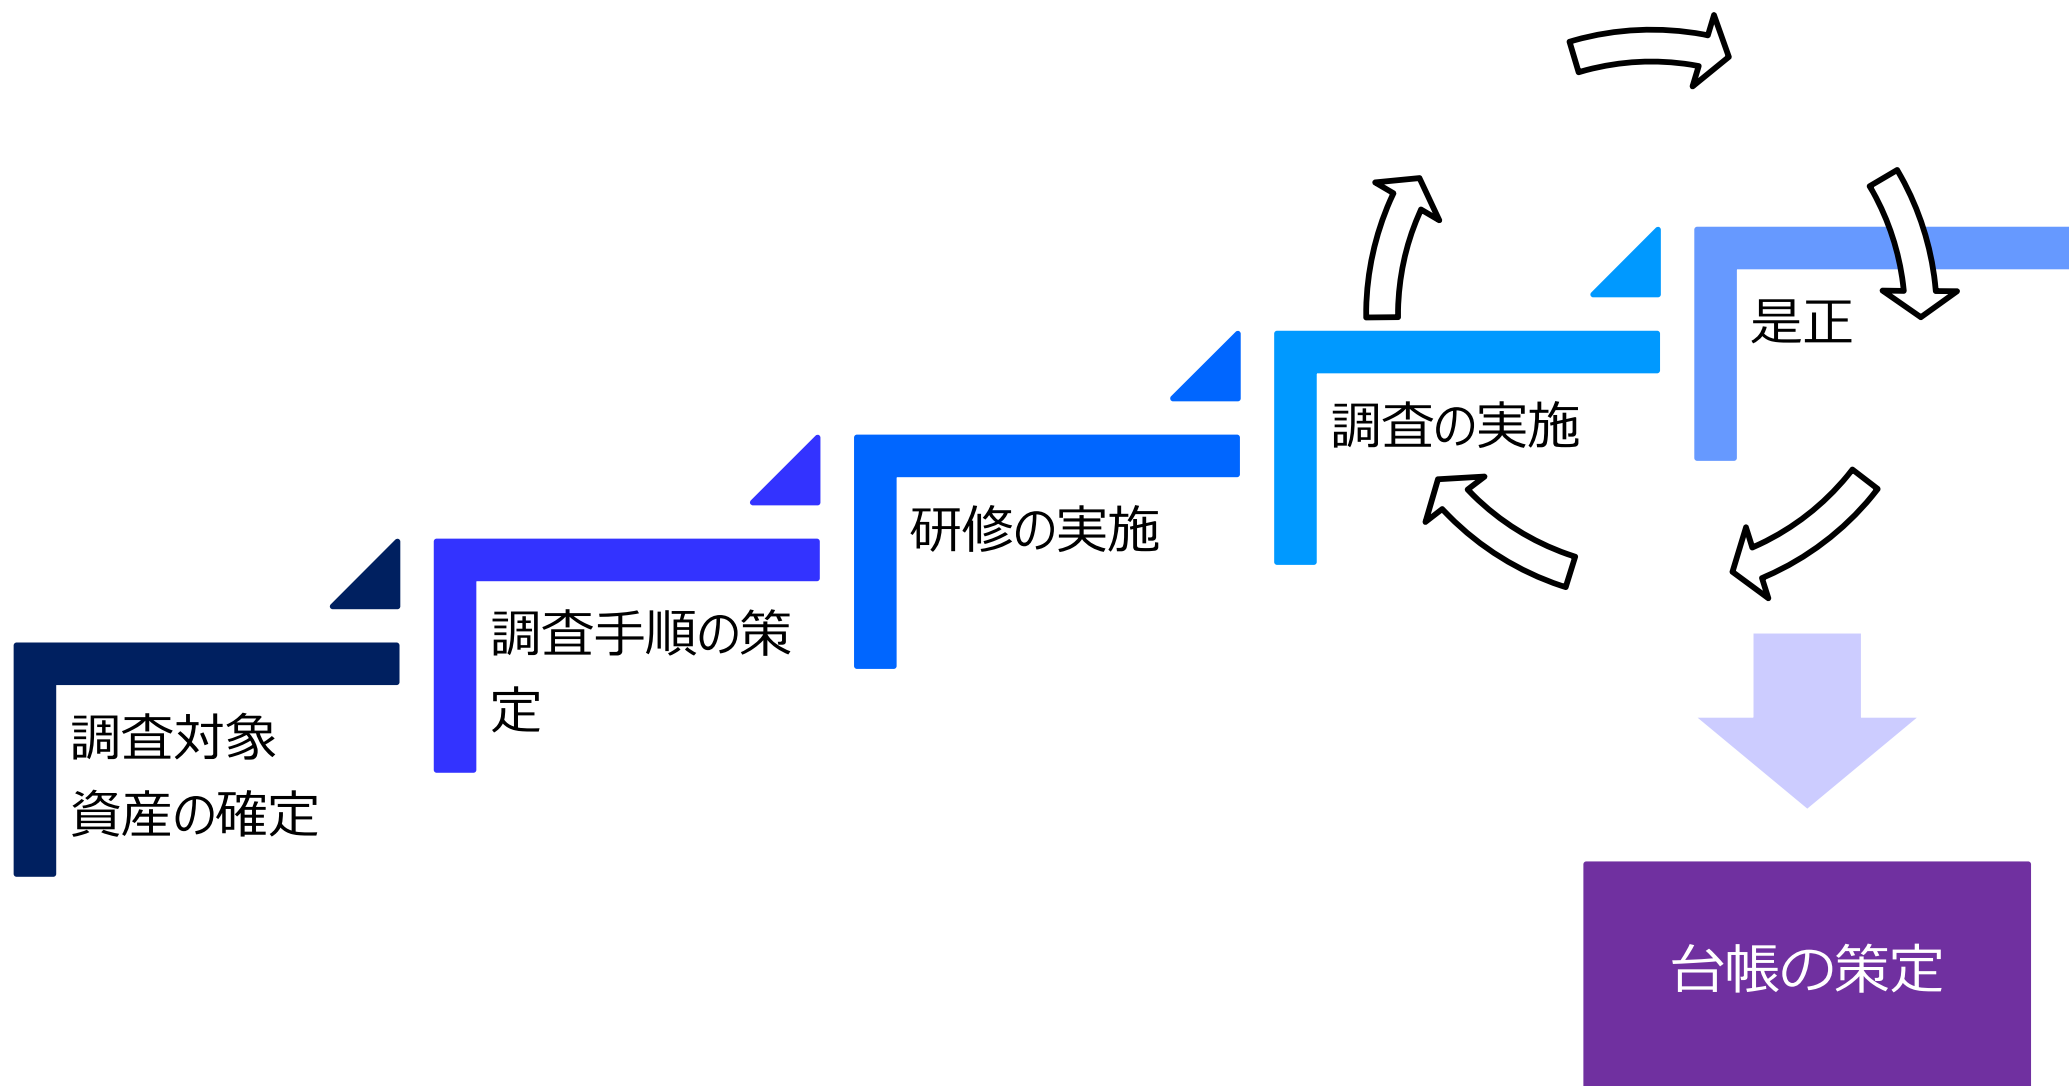 調査対象
資産の確定
調査手順の策
定
研修の実施
調査の実施
是正
台帳の策定